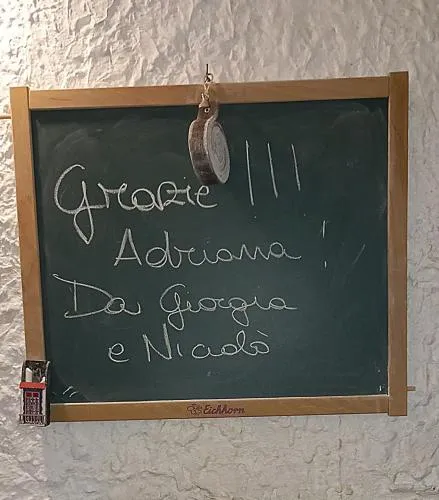 Grazie !!!
Adriana !
Da Giorgia
e Nicolò
Eichhorn